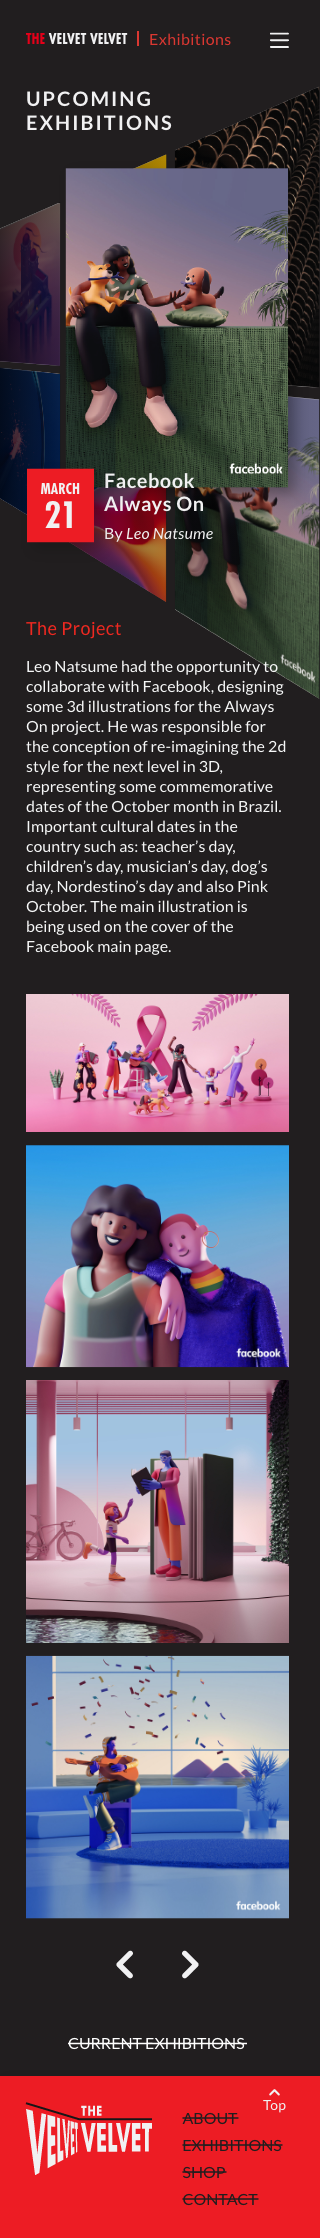 THE VELVET VELVET | Exhibitions
UPCOMING
EXHIBITIONS
facebook
MARCH
21
Facebook
Always On
By Leo Natsume
facebook
The Project
Leo Natsume had the opportunity to
collaborate with Facebook, designing
some 3d illustrations for the Always
On project. He was responsible for
the conception of re-imagining the 2d
style for the next level in 3D,
representing some commemorative
dates of the October month in Brazil.
Important cultural dates in the
country such as: teacher’s day,
children’s day, musician’s day, dog’s
day, Nordestino’s day and also Pink
October. The main illustration is
being used on the cover of the
Facebook main page.
facebook
facebook
CURRENT EXHIBITIONS
Top
THE
VELVET VELVET
ABOUT
EXHIBITIONS
SHOP
CONTACT